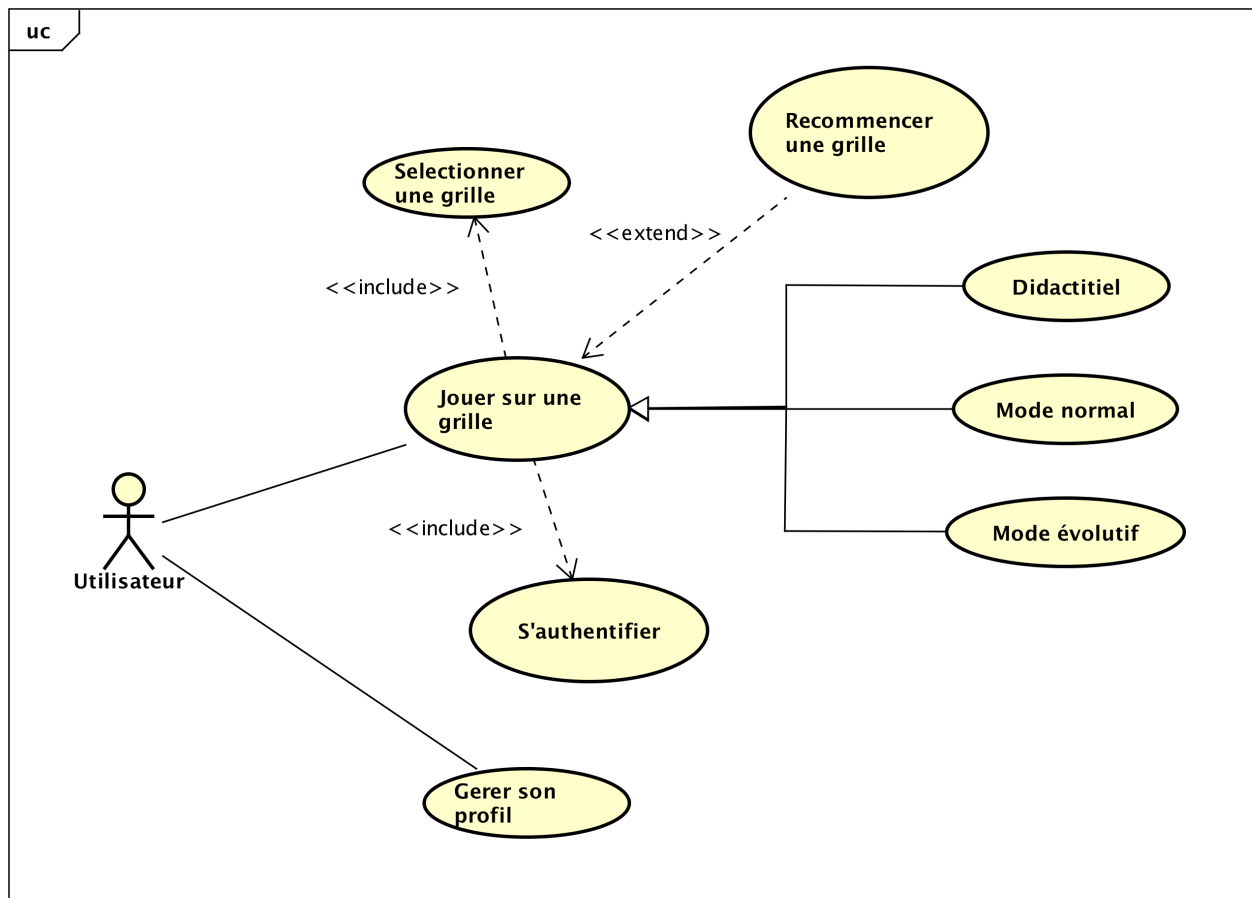 uc
Recommencer
une grille
Selectionner
une grille
<<extend>>
<<include>>
Didactitiel
Jouer sur une
grille
Mode normal
<<include>>
Mode évolutif
Utilisateur
S'authentifier
Gerer son
profil